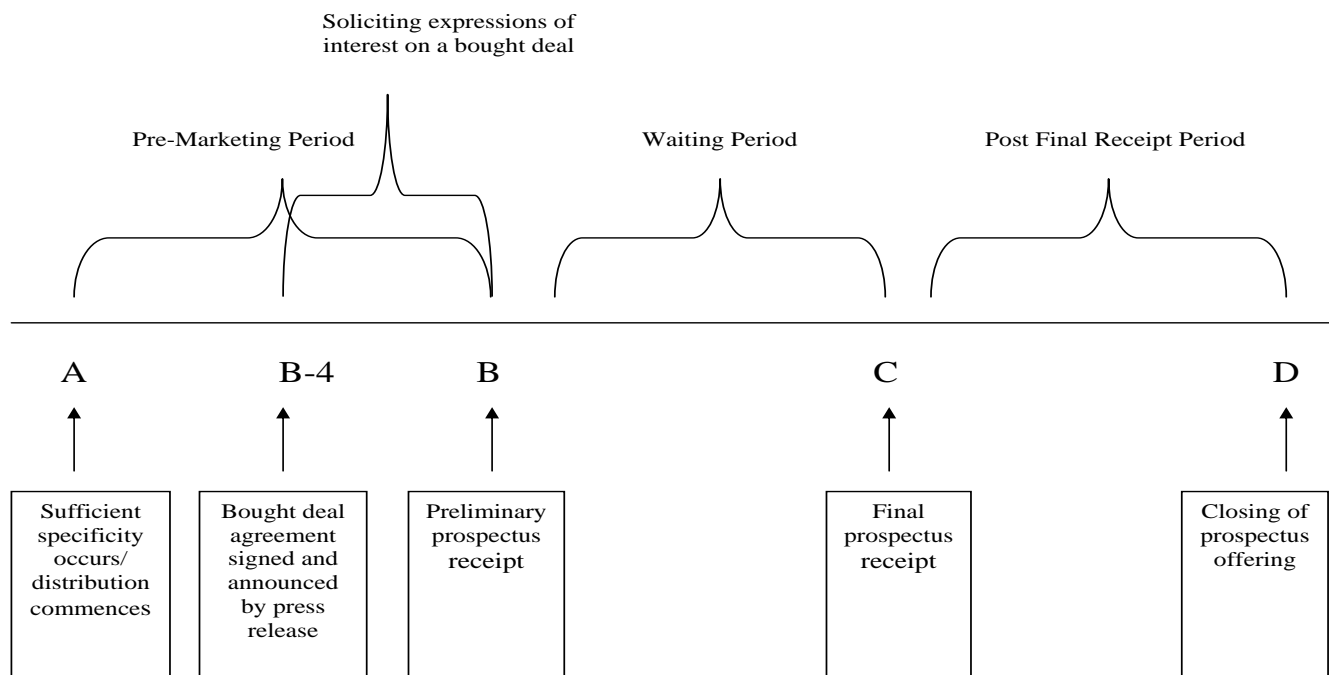 Soliciting expressions of
interest on a bought deal
Pre-Marketing Period
Waiting Period
Post Final Receipt Period
A
B-4
B
C
D
Sufficient
specificity
occurs/
distribution
commences
Bought deal
agreement
signed and
announced
by press
release
Preliminary
prospectus
receipt
Final
prospectus
receipt
Closing of
prospectus
offering